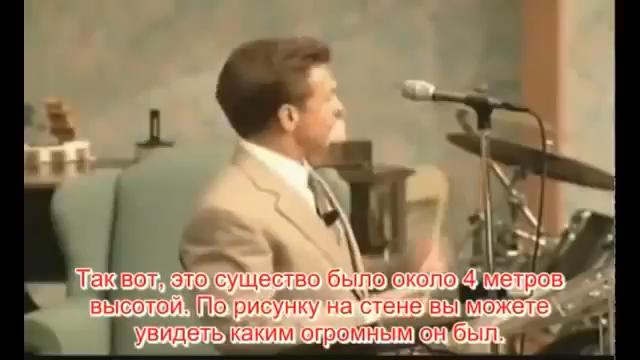 Так вот, это существо было около 4 метров
высотой. По рисунку на стене вы можете
увидеть каким огромным он был.